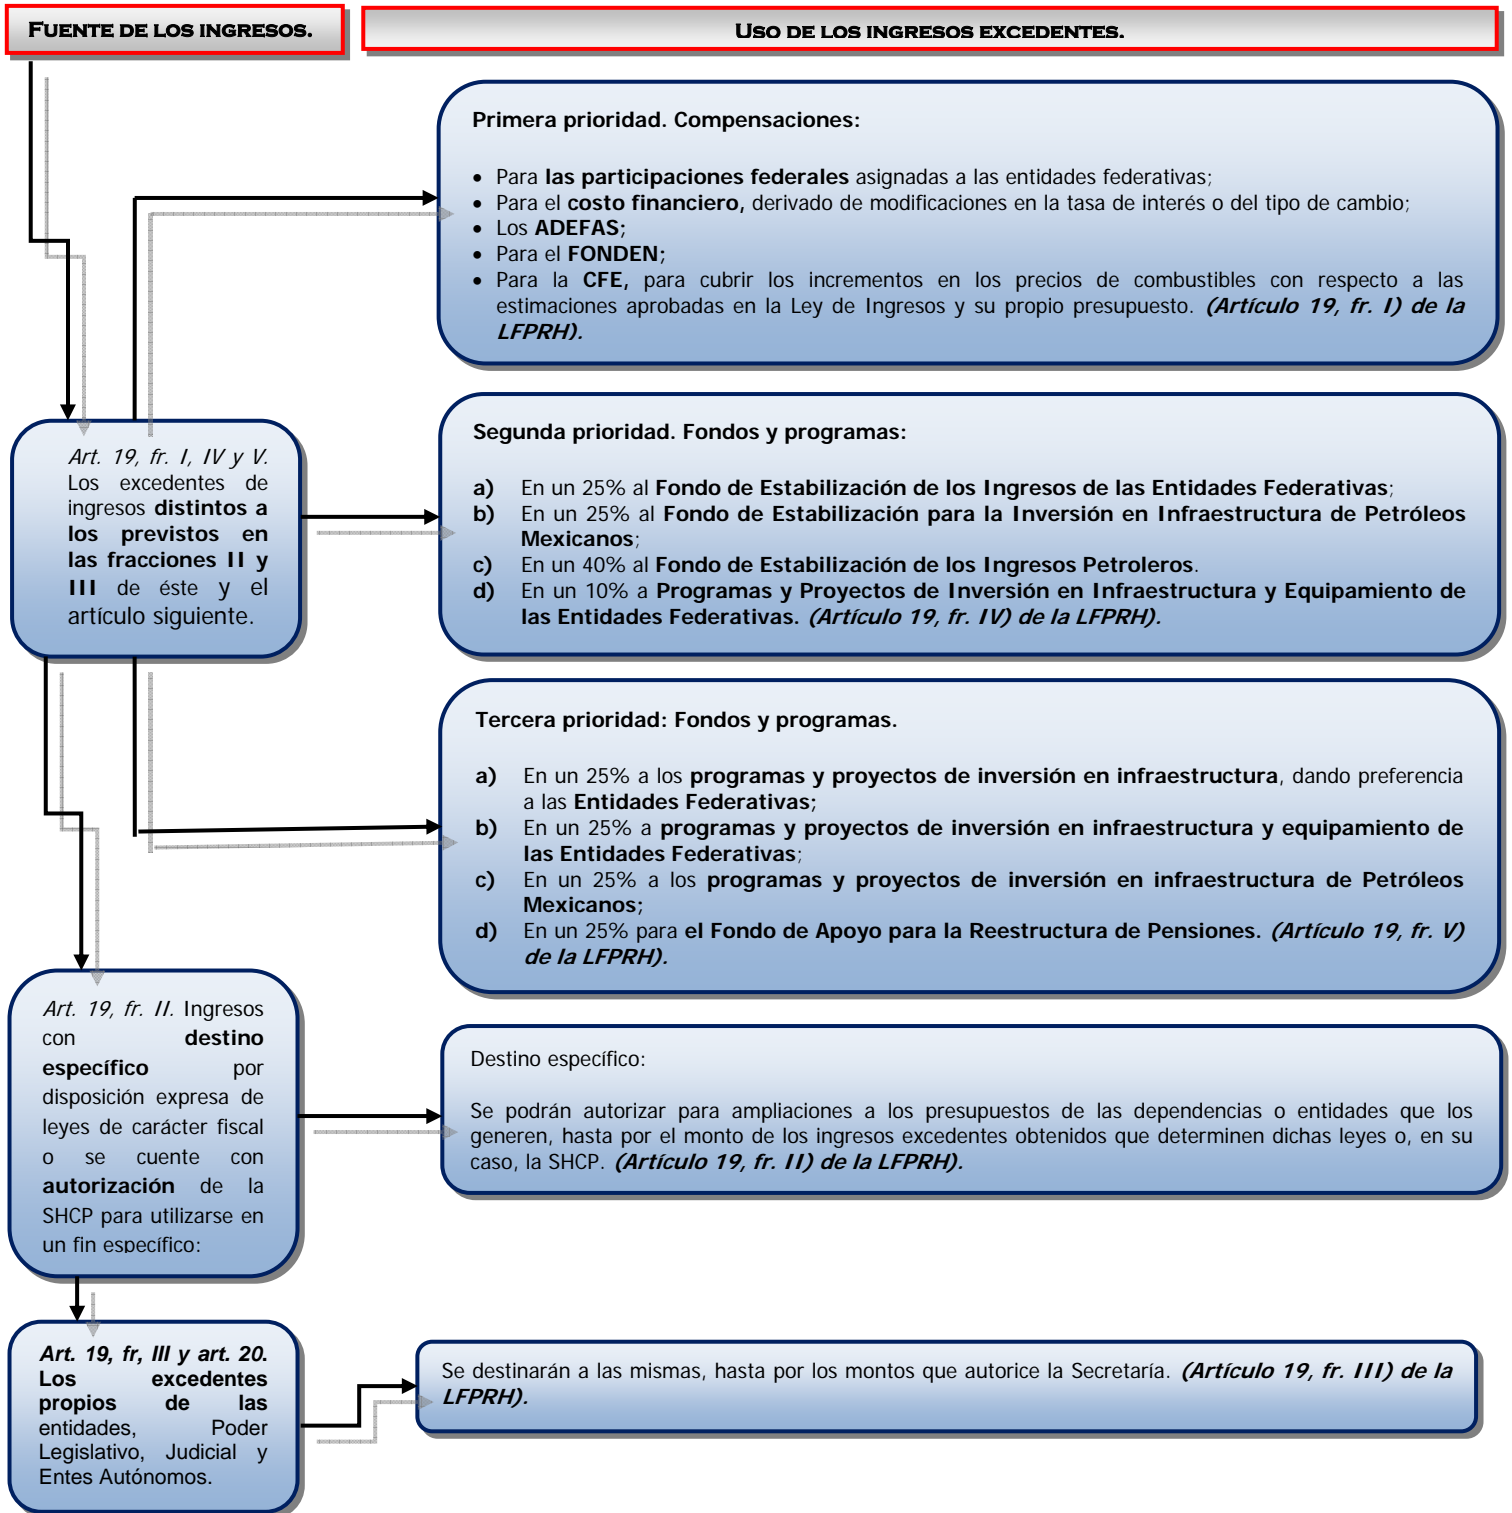 FUENTE DE LOS INGRESOS.
USO DE LOS INGRESOS EXCEDENTES.
Primera prioridad. Compensaciones:
• Para las participaciones federales asignadas a las entidades federativas;
• Para el costo financiero, derivado de modificaciones en la tasa de interés o del tipo de cambio;
• Los ADEFAS;
• Para el FONDEN;
• Para la CFE, para cubrir los incrementos en los precios de combustibles con respecto a las
estimaciones aprobadas en la Ley de Ingresos y su propio presupuesto. (Artículo 19, fr. I) de la
LFPRH).
Art. 19, fr. I, IV y V.
Los excedentes de
ingresos distintos a
los previstos en
las fracciones II y
III de éste y el
artículo siguiente.
Segunda prioridad. Fondos y programas:
a) En un 25% al Fondo de Estabilización de los Ingresos de las Entidades Federativas;
b) En un 25% al Fondo de Estabilización para la Inversión en Infraestructura de Petróleos
Mexicanos;
c) En un 40% al Fondo de Estabilización de los Ingresos Petroleros.
d) En un 10% a Programas y Proyectos de Inversión en Infraestructura y Equipamiento de
las Entidades Federativas. (Artículo 19, fr. IV) de la LFPRH).
Tercera prioridad: Fondos y programas.
a) En un 25% a los programas y proyectos de inversión en infraestructura, dando preferencia
a las Entidades Federativas;
b) En un 25% a programas y proyectos de inversión en infraestructura y equipamiento de
las Entidades Federativas;
c) En un 25% a los programas y proyectos de inversión en infraestructura de Petróleos
Mexicanos;
d) En un 25% para el Fondo de Apoyo para la Reestructura de Pensiones. (Artículo 19, fr. V)
de la LFPRH).
Art. 19, fr. II. Ingresos
con destino
específico por
disposición expresa de
leyes de carácter fiscal
o se cuente con
autorización de la
SHCP para utilizarse en
un fin específico:
Destino específico:
Se podrán autorizar para ampliaciones a los presupuestos de las dependencias o entidades que los
generen, hasta por el monto de los ingresos excedentes obtenidos que determinen dichas leyes o, en su
caso, la SHCP. (Artículo 19, fr. II) de la LFPRH).
Art. 19, fr, III y art. 20.
Los excedentes
propios de las
entidades, Poder
Legislativo, Judicial y
Entes Autónomos.
Se destinarán a las mismas, hasta por los montos que autorice la Secretaría. (Artículo 19, fr. III) de la
LFPRH).